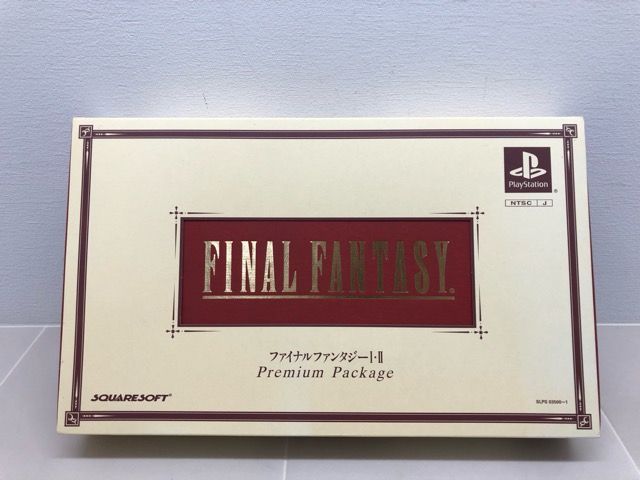 PlayStation
NTSC J
FINAL FANTASY®
ファイナルファンタジーI・II
Premium Package
SQUARESOFT
SLPS 03500~1